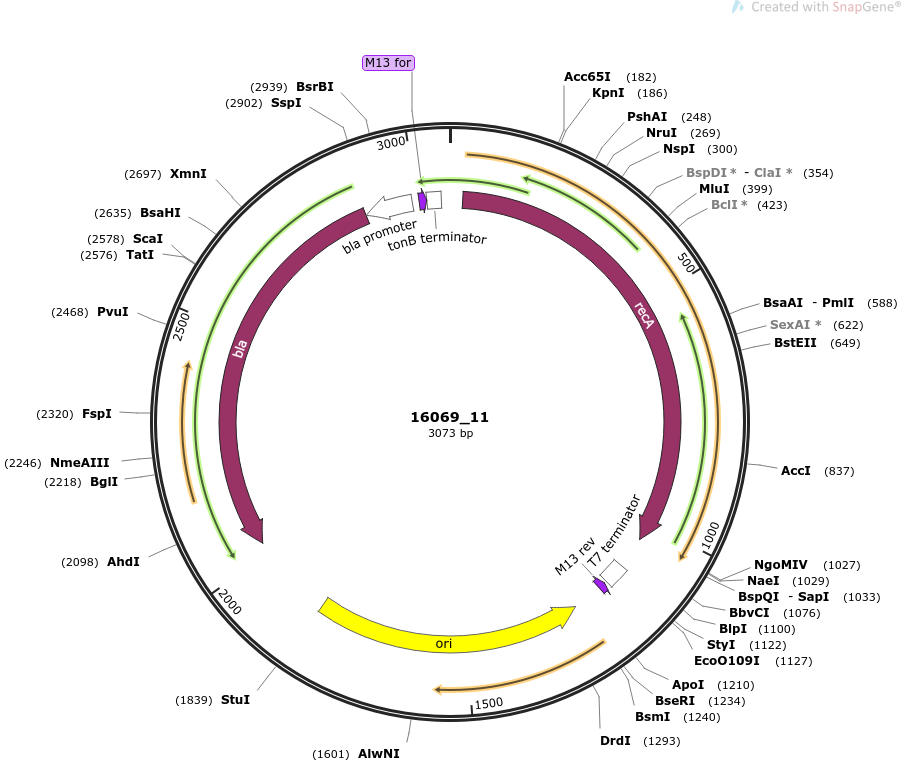 Created with SnapGene®
M13 for
(2939) BsrBI
(2902) SspI
3000
Acc65I (182)
KpnI (186)
PshAI (248)
NruI (269)
NspI (300)
BspDI * - ClaI * (354)
MluI (399)
BclI * (423)
(2697) XmnI
(2635) BsaHI
(2578) ScaI
(2576) TatI
bla promoter
tonB terminator
500
(2468) PvuI
2500
recA
bla
BsaAI - PmlI (588)
SexAI * (622)
BstEII (649)
(2320) FspI
16069_11
3073 bp
(2246) NmeAIII
(2218) BglI
AccI (837)
(2098) AhdI
2000
M13 rev
T7 terminator
1000
NgoMIV (1027)
NaeI (1029)
BspQI - SapI (1033)
BbvCI (1076)
BlpI (1100)
StyI (1122)
EcoO109I (1127)
ori
(1839) StuI
ApoI (1210)
BseRI (1234)
BsmI (1240)
1500
DrdI (1293)
(1601) AlwNI